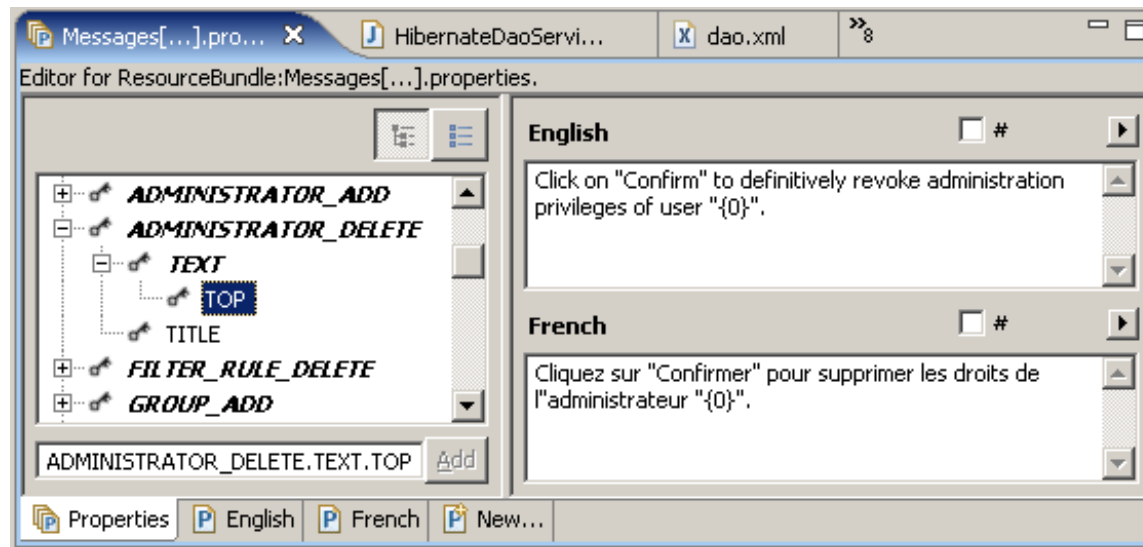 Messages[...].pro...
HibernateDaoServi...
dao.xml
»8
Editor for ResourceBundle:Messages[...].properties.
ADMINISTRATOR_ADD
ADMINISTRATOR_DELETE
TEXT
TOP
TITLE
FILTER_RULE_DELETE
GROUP_ADD
ADMINISTRATOR_DELETE.TEXT.TOP
Add
English
#
Click on "Confirm" to definitively revoke administration
privileges of user "{0}".
French
#
Cliquez sur "Confirmer" pour supprimer les droits de
l''administrateur "{0}".
Properties
English
French
New...